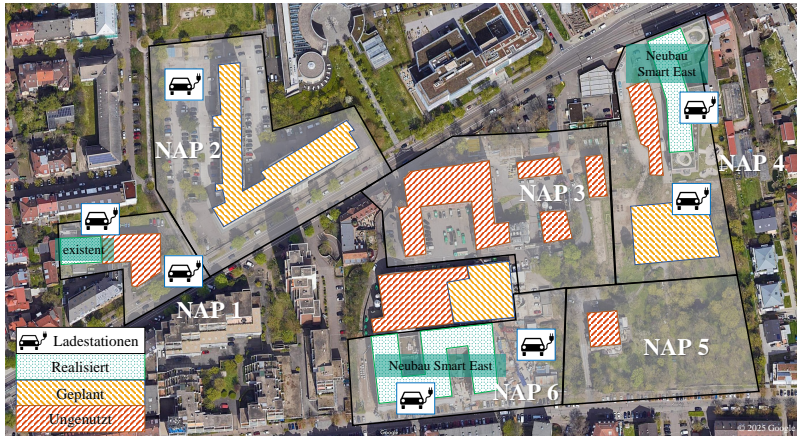 Neubau
Smart East
NAP 2
NAP 4
NAP 3
existent
NAP 1
NAP 5
Neubau Smart East
NAP 6
Ladestationen
Realisiert
Geplant
Ungenutzt
Google
© 2025 Google